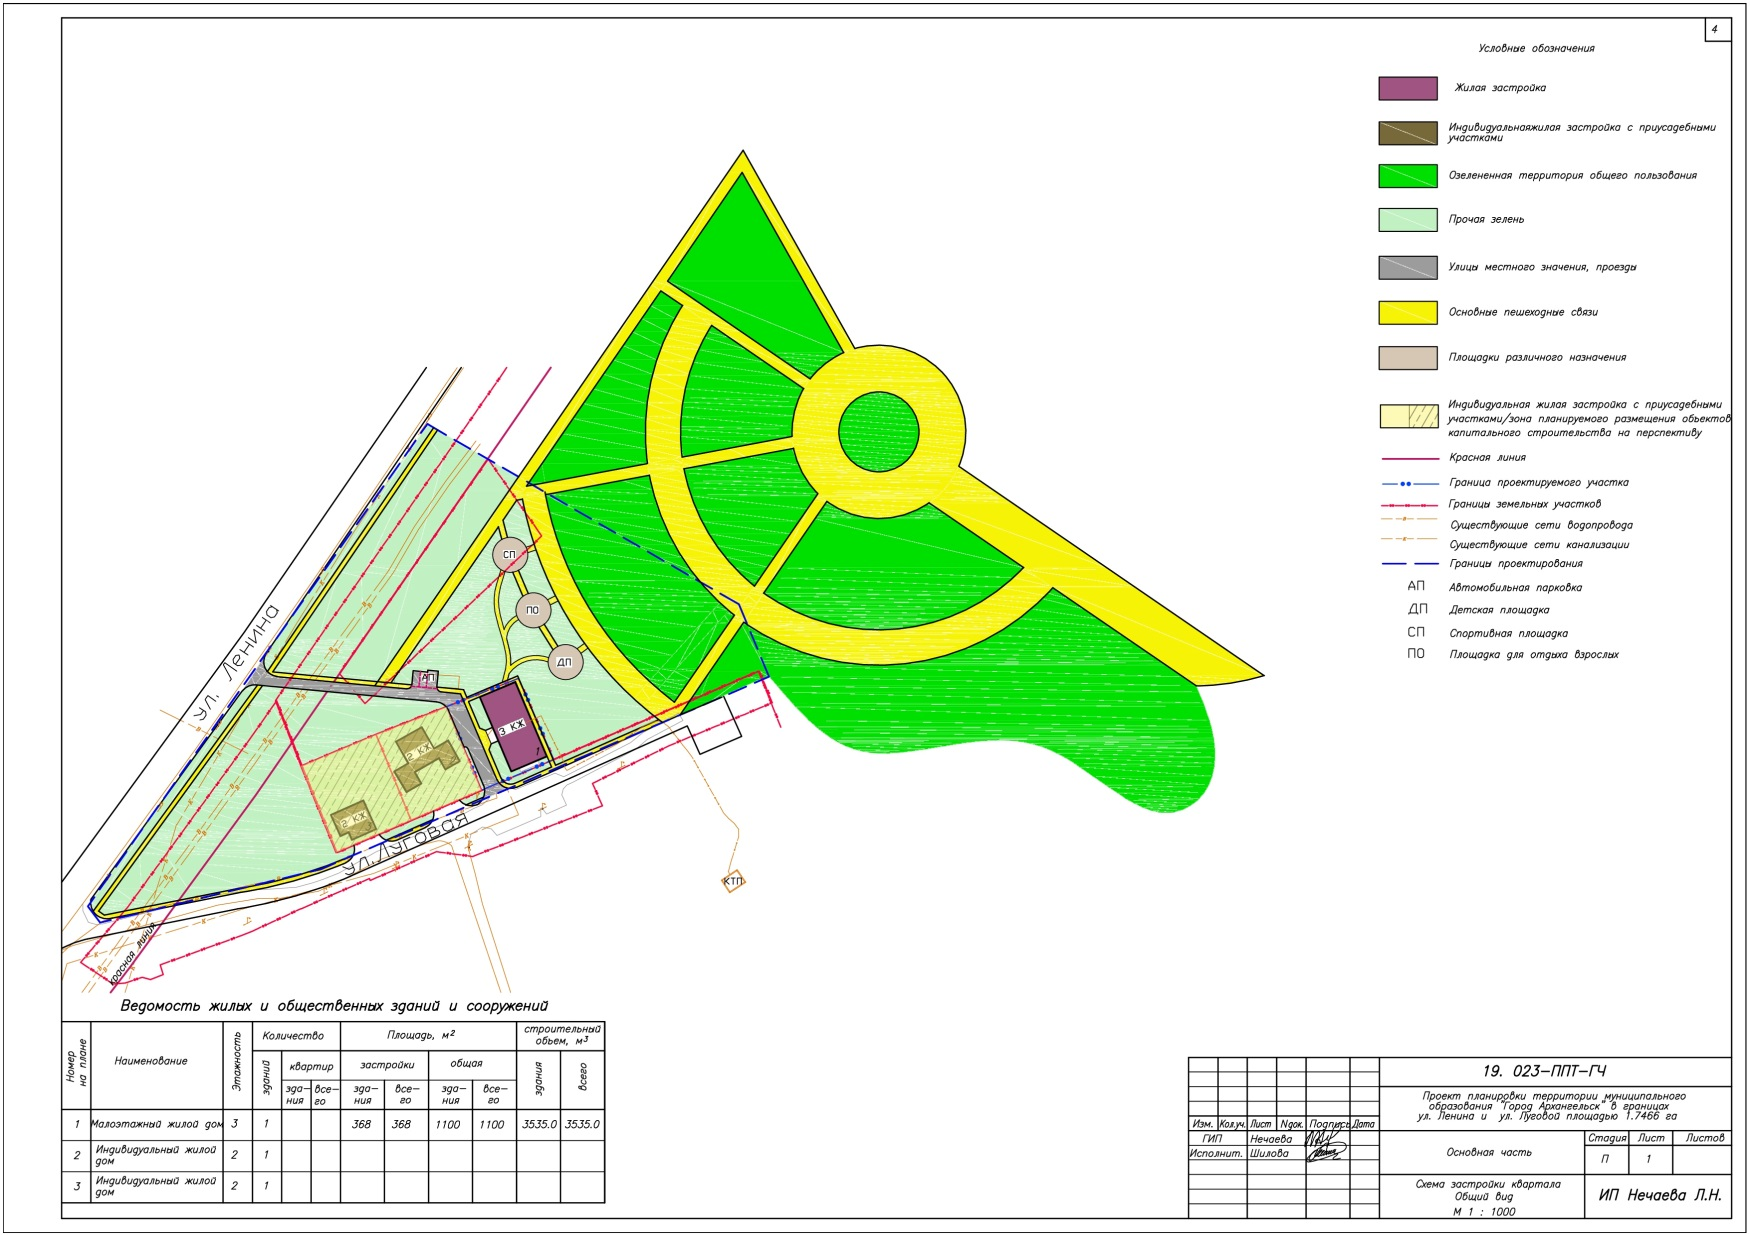 4
Условные обозначения
Жилая застройка
Индивидуальнаяжилая застройка с приусадебными
участками
Озелененная территория общего пользования
Прочая зелень
Улицы местного значения, проезды
Основные пешеходные связи
Площадки различного назначения
Индивидуальная жилая застройка с приусадебными
участками/зона планируемого размещения объектов
капитального строительства на перспективу
Красная линия
Граница проектируемого участка
Границы земельных участков
Существующие сети водопровода
Существующие сети канализации
Границы проектирования
АП Автомобильная парковка
ДП Детская площадка
СП Спортивная площадка
ПО Площадка для отдыха взрослых
СП
ПО
ДП
АП
ул. Ленина
3 КЖ
1
2 КЖ
2 КЖ
ул.Луговая
КТП
красная линия
Ведомость жилых и общественных зданий и сооружений
Номер на плане
Наименование
Этажность
Количество
Площадь, м²
строительный
обьем, м³
зданий
квартир
застройки
общая
здания
всего
зда-
ния
все-
го
зда-
ния
все-
го
зда-
ния
все-
го
1 Малоэтажный жилой дом 3 1 368 368 1100 1100 3535.0 3535.0
2 Индивидуальный жилой
дом 2 1
3 Индивидуальный жилой
дом 2 1
19. 023-ППТ-ГЧ
Проект планировки территории муниципального
образования "Город Архангельск" в границах
ул. Ленина и ул. Луговой площадью 1.7466 га
Изм. Кол.уч. Лист Nдок. Подпись Дата
ГИП Нечаева
Исполнит. Шилова
Основная часть
Стадия Лист Листов
П 1
Схема застройки квартала
Общий вид
М 1 : 1000
ИП Нечаева Л.Н.